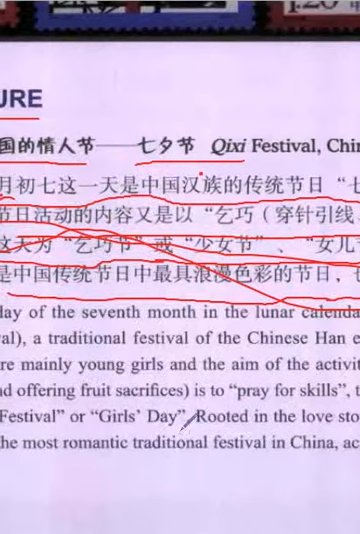 1.20
URE
国的情人节——七夕节 Qixi Festival, Chin
月初七这一天是中国汉族的传统节日“七
节日活动的内容又是以“乞巧（穿针引线
这天为“乞巧节”或“少女节”、“女儿
是中国传统节日中最具浪漫色彩的节日，也
day of the seventh month in the lunar calenda
val), a traditional festival of the Chinese Han e
re mainly young girls and the aim of the activit
nd offering fruit sacrifices) is to “pray for skills”, t
Festival” or “Girls’ Day”. Rooted in the love stor
the most romantic traditional festival in China, ac